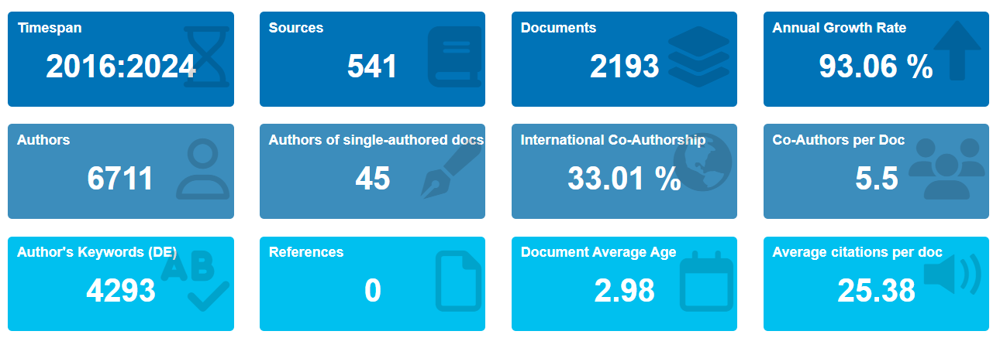 Timespan
2016:2024
Sources
541
Documents
2193
Annual Growth Rate
93.06 %
Authors
6711
Authors of single-authored docs
45
International Co-Authorship
33.01 %
Co-Authors per Doc
5.5
Author's Keywords (DE)
4293
AB
References
0
Document Average Age
2.98
Average citations per doc
25.38